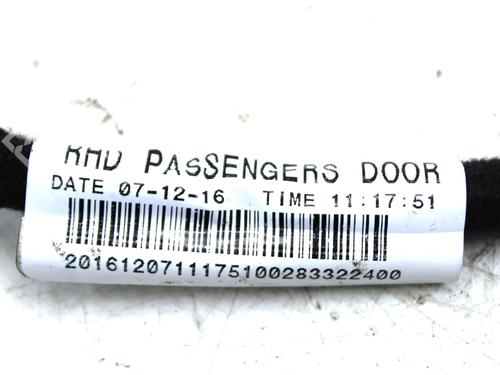 RHD PASSENGERS DOOR
DATE 07-12-16 TIME 11:17:51
2016120711175100283322400